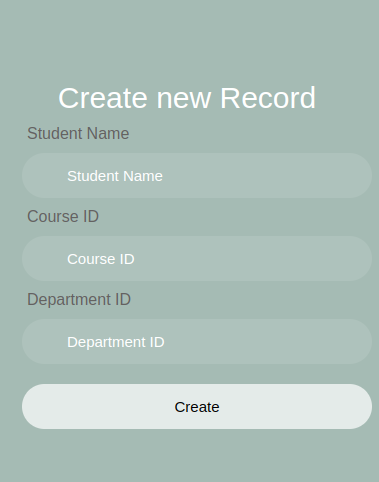 Create new Record
Student Name
Student Name
Course ID
Course ID
Department ID
Department ID
Create